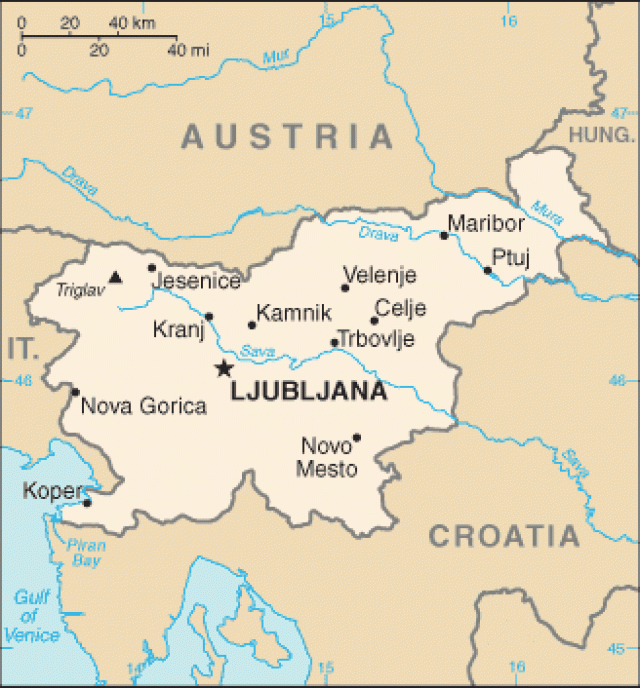 0 20 40 km
0 20 40 mi
15
16
Mur
47
47
AUSTRIA
HUNG.
Drava
Mura
Maribor
Drava
Ptuj
Jesenice
Velenje
Triglav
Kamnik
Celje
Kranj
Trbovlje
IT.
Sava
46
46
LJUBLJANA
Nova Gorica
Novo
Mesto
Sava
Koper
CROATIA
Piran
Bay
Gulf
of
Venice
45
14
15
16